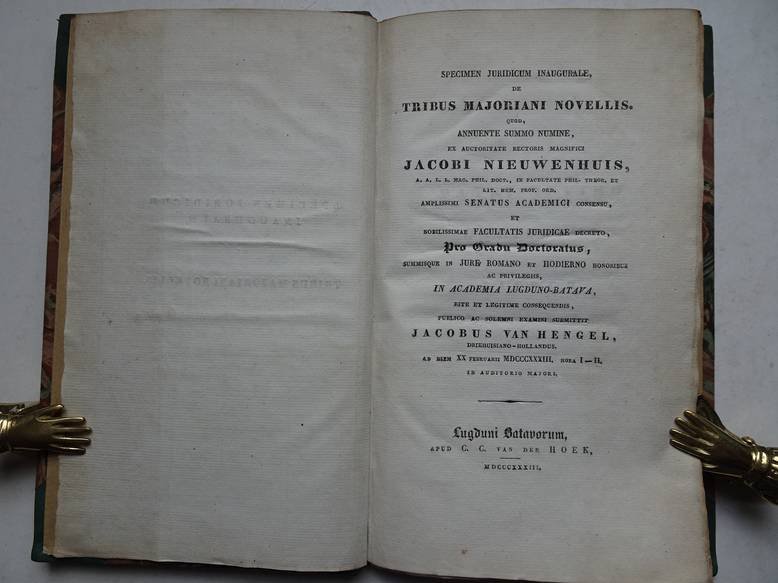 SPECIMEN JURIDICUM INAUGURALE,
DE
TRIBUS MAJORIANI NOVELLIS.
QUOD,
ANNUENTE SUMMO NUMINE,
EX AUCTORITATE RECTORIS MAGNIFICI
JACOBI NIEUWENHUIS,
A. A. L. L. MAG. PHIL. DOCT., IN FACULTATE PHIL. THEOR. ET
LIT. HUM. PROF. ORD.
AMPLISSIMI SENATUS ACADEMICI CONSENSU,
ET
NOBILISSIMAE FACULTATIS JURIDICAE DECRETO,
Pro Gradu Doctoratus,
SUMMISQUE IN JURE ROMANO ET HODIERNO HONORIBUS
AC PRIVILEGIIS,
IN ACADEMIA LUGDUNO-BATAVA,
RITE ET LEGITIME CONSEQUENDIS,
PUBLICO AC SOLEMNI EXAMINI SUBMITTIT
JACOBUS VAN HENGEL,
DRIEHUISIANO-HOLLANDUS.
AD DIEM XX FEBRUARII MDCCCXXXIII. HORA I—II.
IN AUDITORIO MAJORI.
Lugduni Batavorum,
APUD C. C. VAN DER HOEK,
MDCCCXXXIII,